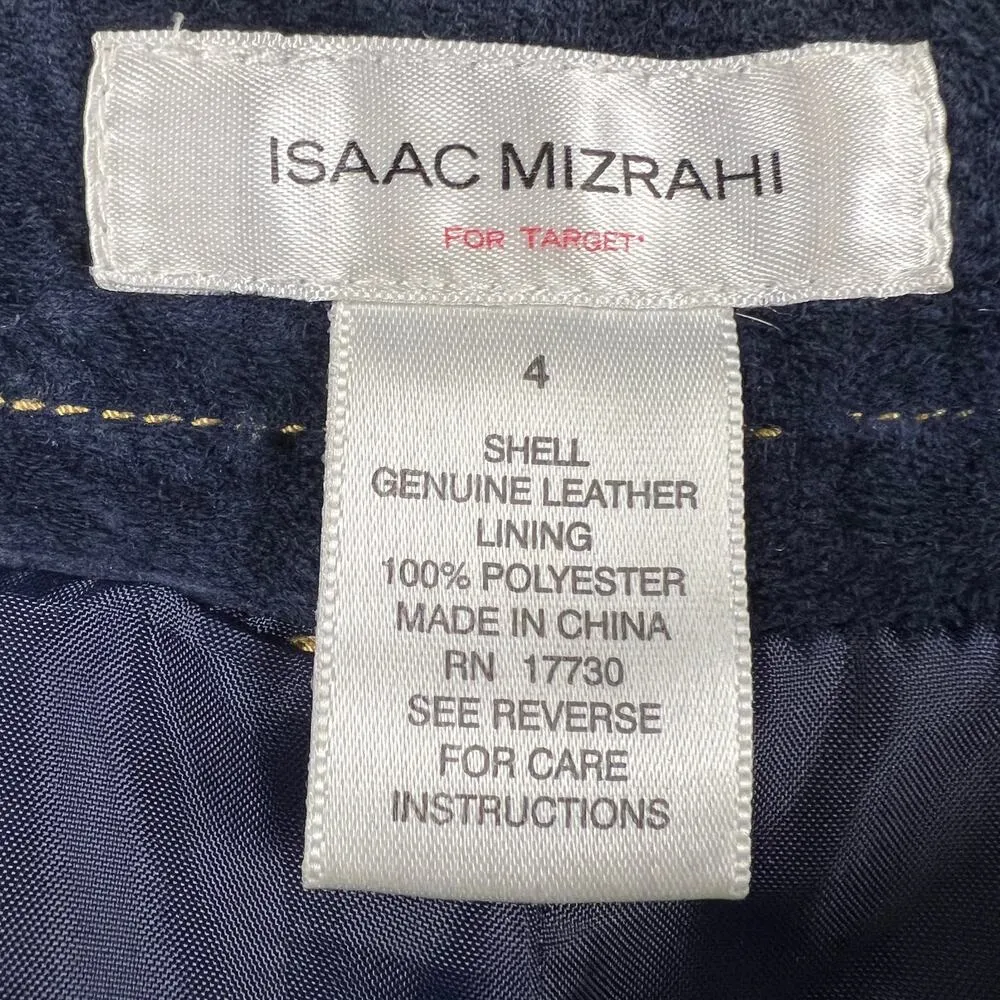 ISAAC MIZRAHI
FOR TARGET
4
SHELL
GENUINE LEATHER
LINING
100% POLYESTER
MADE IN CHINA
RN 17730
SEE REVERSE
FOR CARE
INSTRUCTIONS